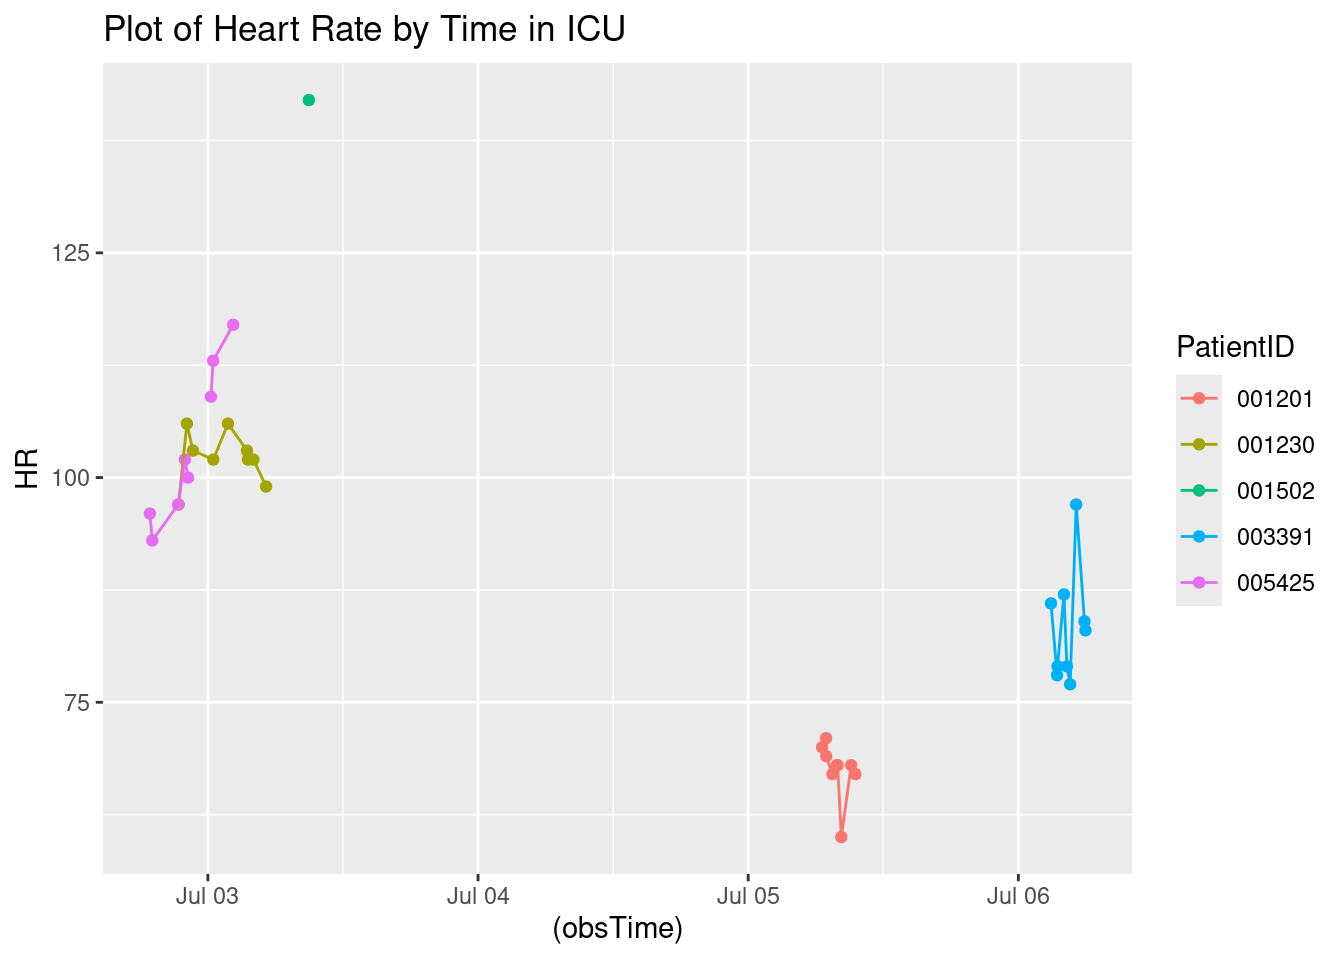 Plot of Heart Rate by Time in ICU
HR
125
100
75
Jul 03 Jul 04 Jul 05 Jul 06
(obsTime)
PatientID
001201
001230
001502
003391
005425